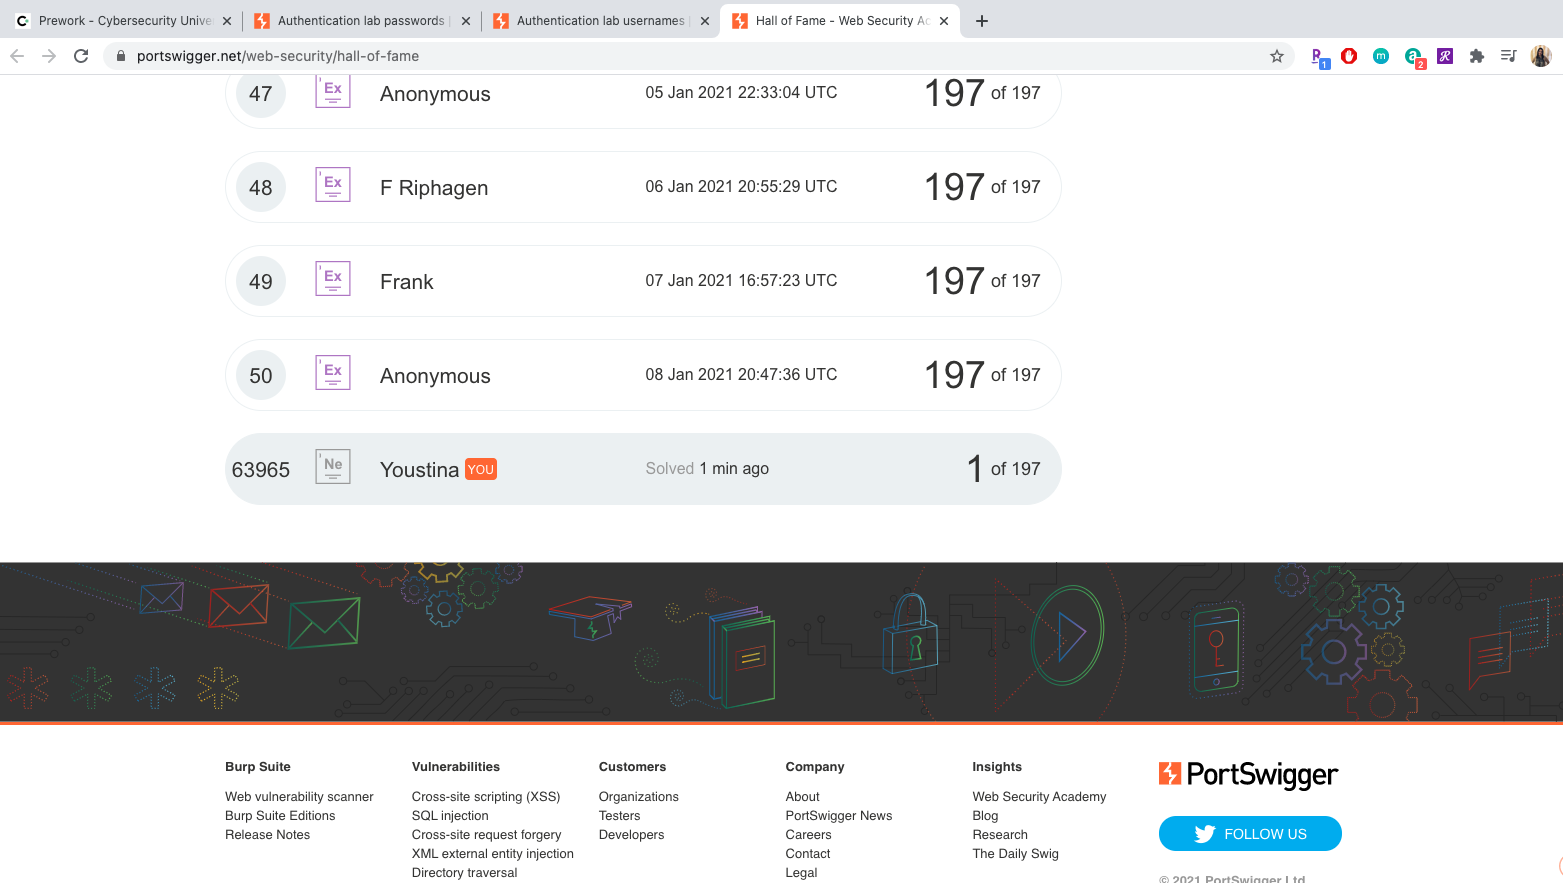 Prework - Cybersecurity Univer
Authentication lab passwords |
Authentication lab usernames |
Hall of Fame - Web Security Ac
portswigger.net/web-security/hall-of-fame
1
m
a
2
R
47 Ex Anonymous 05 Jan 2021 22:33:04 UTC 197 of 197
48 Ex F Riphagen 06 Jan 2021 20:55:29 UTC 197 of 197
49 Ex Frank 07 Jan 2021 16:57:23 UTC 197 of 197
50 Ex Anonymous 08 Jan 2021 20:47:36 UTC 197 of 197
63965 Ne Youstina YOU Solved 1 min ago 1 of 197
Burp Suite
Web vulnerability scanner
Burp Suite Editions
Release Notes
Vulnerabilities
Cross-site scripting (XSS)
SQL injection
Cross-site request forgery
XML external entity injection
Directory traversal
Customers
Organizations
Testers
Developers
Company
About
PortSwigger News
Careers
Contact
Legal
Insights
Web Security Academy
Blog
Research
The Daily Swig
PortSwigger
FOLLOW US
© 2021 PortSwigger Ltd